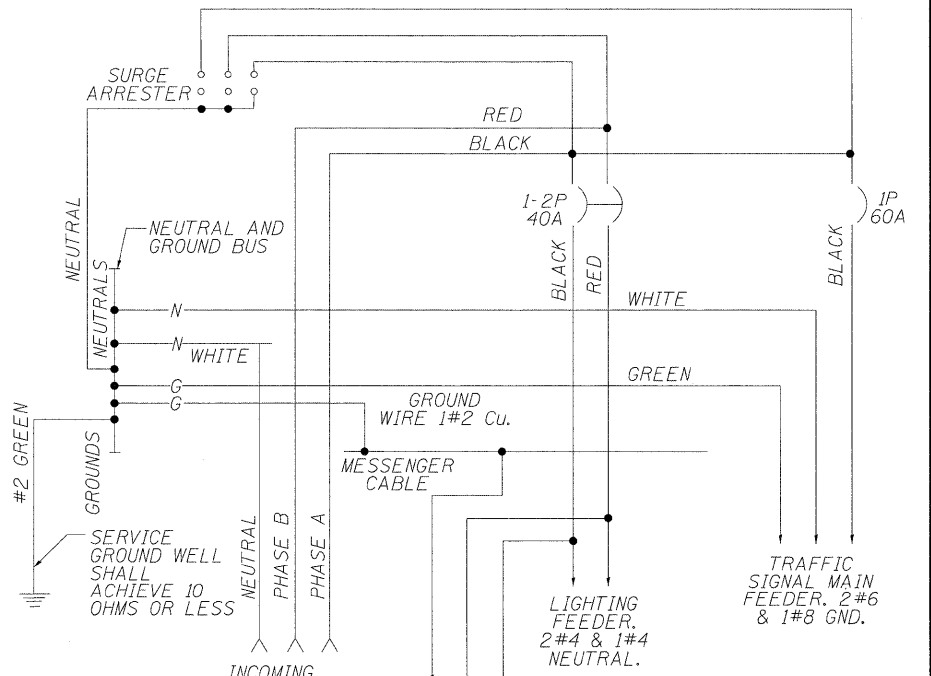 SURGE
ARRESTER
RED
BLACK
1-2P
40A
1P
60A
NEUTRAL
NEUTRAL AND
GROUND BUS
BLACK
RED
BLACK
NEUTRALS
N
WHITE
N
WHITE
G
GREEN
G
GROUND
WIRE 1#2 Cu.
#2 GREEN
GROUNDS
MESSENGER
CABLE
NEUTRAL
PHASE B
PHASE A
SERVICE
GROUND WELL
SHALL
ACHIEVE 10
OHMS OR LESS
TRAFFIC
SIGNAL MAIN
FEEDER. 2#6
& 1#8 GND.
LIGHTING
FEEDER.
2#4 & 1#4
NEUTRAL.
INCOMING